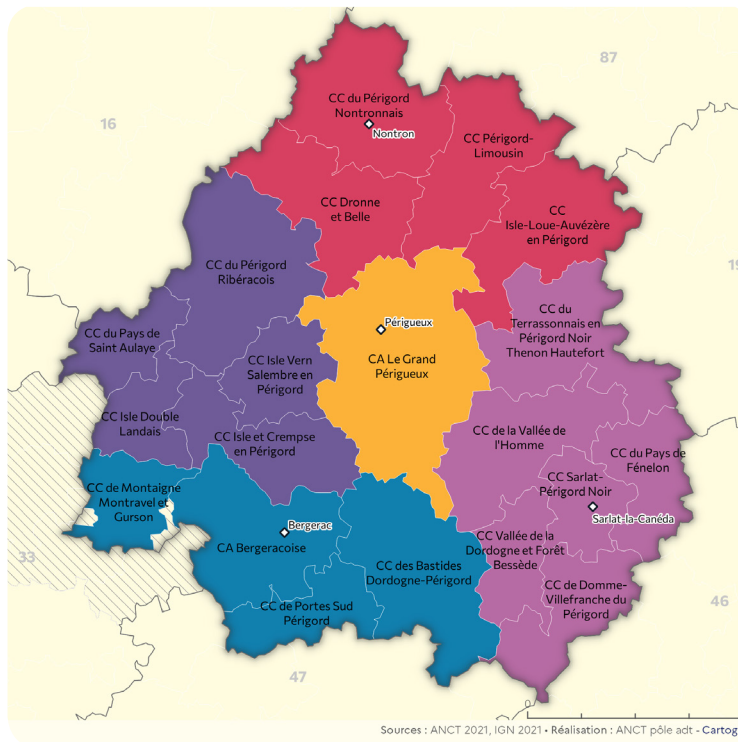 87
CC du Périgord
Nontronnais
Nontron
16
CC Périgord-
Limousin
CC Dronne
et Belle
CC
Isle-Loue-Auvézère
en Périgord
19
CC du Périgord
Ribéracois
CC du
Terrassonnais en
Périgord Noir
Thenon Hautefort
Périgueux
CC du Pays de
Saint Aulaye
CA Le Grand
Périgueux
CC Isle Vern
Salembre en
Périgord
CC Isle Double
Landais
CC Isle et Crempse
en Périgord
CC de la Vallée de
l'Homme
CC du Pays de
Fénelon
CC Sarlat-
Périgord Noir
Sarlat-la-Canéda
CC de Montaigne
Montravel et
Gurson
Bergerac
CA Bergeracoise
CC Vallée de la
Dordogne et Forêt
Bessède
33
CC des Bastides
Dordogne-Périgord
CC de Domme-
Villefranche du
Périgord
46
CC de Portes Sud
Périgord
47
Sources : ANCT 2021, IGN 2021 • Réalisation : ANCT pôle adt - Cartog